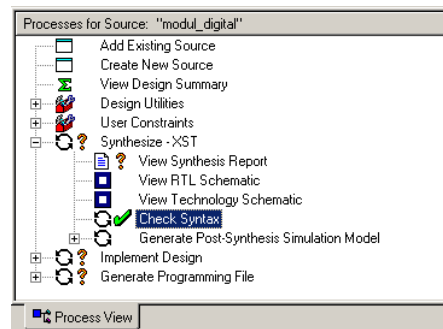 Processes for Source: "modul_digital"
Add Existing Source
Create New Source
View Design Summary
Design Utilities
User Constraints
Synthesize - XST
View Synthesis Report
View RTL Schematic
View Technology Schematic
Check Syntax
Generate Post-Synthesis Simulation Model
Implement Design
Generate Programming File
Process View